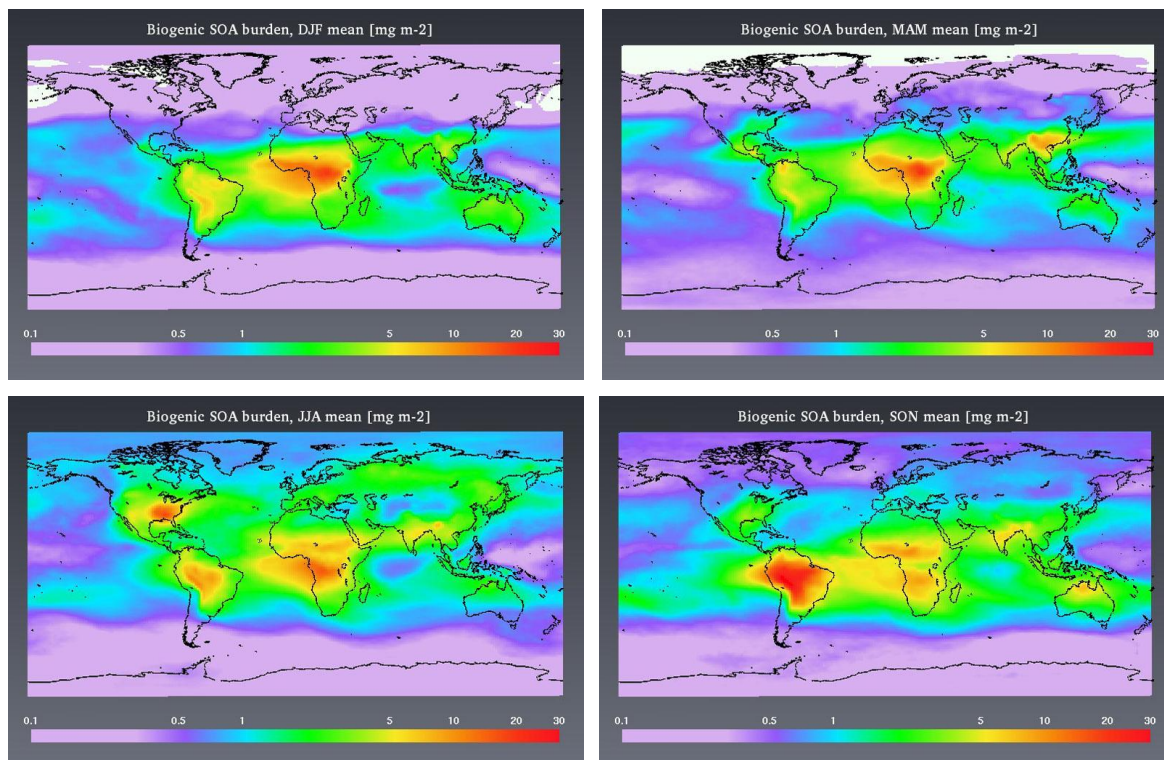 Biogenic SOA burden, DJF mean [mg m-2]
0.1 0.5 1 5 10 20 30
Biogenic SOA burden, MAM mean [mg m-2]
0.1 0.5 1 5 10 20 30
Biogenic SOA burden, JJA mean [mg m-2]
0.1 0.5 1 5 10 20 30
Biogenic SOA burden, SON mean [mg m-2]
0.1 0.5 1 5 10 20 30